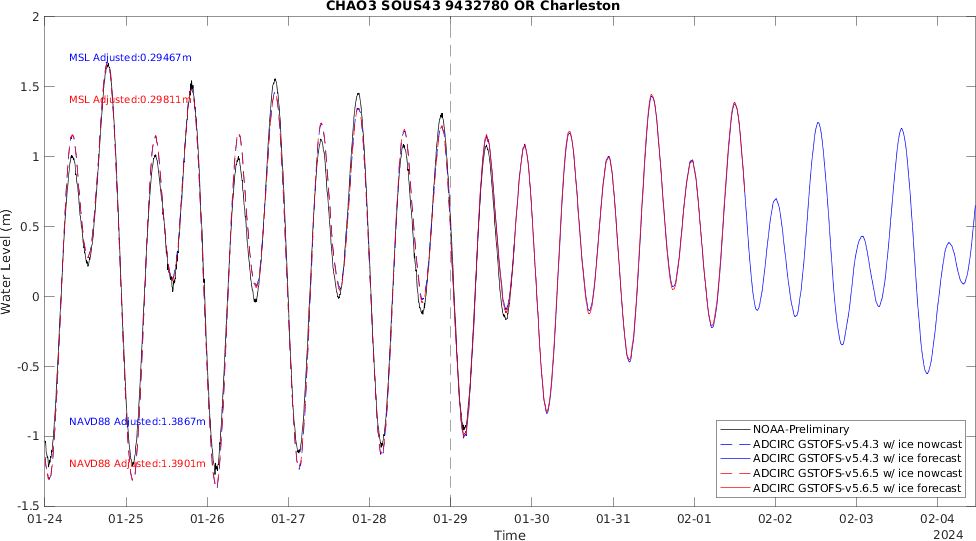 CHAO3 SOUS43 9432780 OR Charleston
2
1.5
1
0.5
0
-0.5
-1
-1.5
Water Level (m)
MSL Adjusted:0.29467m
MSL Adjusted:0.29811m
NAVD88 Adjusted:1.3867m
NAVD88 Adjusted:1.3901m
NOAA-Preliminary
ADCIRC GSTOFS-v5.4.3 w/ ice nowcast
ADCIRC GSTOFS-v5.4.3 w/ ice forecast
ADCIRC GSTOFS-v5.6.5 w/ ice nowcast
ADCIRC GSTOFS-v5.6.5 w/ ice forecast
01-24 01-25 01-26 01-27 01-28 01-29 01-30 01-31 02-01 02-02 02-03 02-04
Time
2024